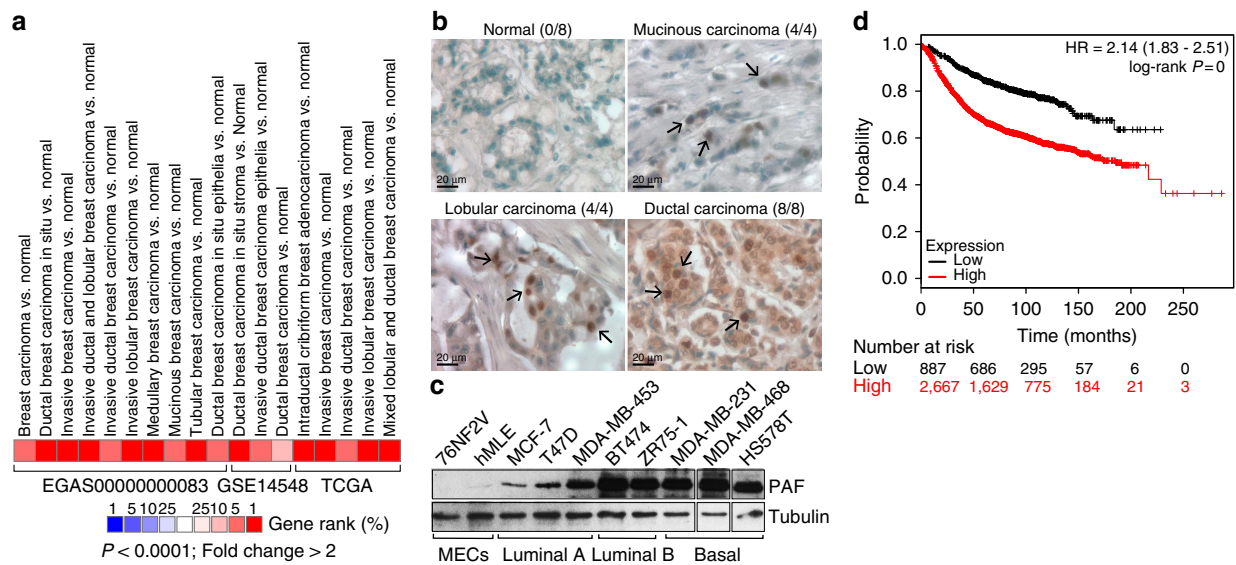 a
Breast carcinoma vs. normal
Ductal breast carcinoma in situ vs. normal
Invasive breast carcinoma vs. normal
Invasive ductal and lobular breast carcinoma vs. normal
Invasive ductal breast carcinoma vs. normal
Invasive lobular breast carcinoma vs. normal
Medullary breast carcinoma vs. normal
Mucinous breast carcinoma vs. normal
Tubular breast carcinoma vs. normal
Ductal breast carcinoma in situ epithelia vs. normal
Ductal breast carcinoma in situ stroma vs. Normal
Invasive ductal breast carcinoma epithelia vs. normal
Ductal breast carcinoma vs. normal
Intraductal cribriform breast adenocarcinoma vs. normal
Invasive breast carcinoma vs. normal
Invasive ductal breast carcinoma vs. normal
Invasive lobular breast carcinoma vs. normal
Mixed lobular and ductal breast carcinoma vs. normal
EGAS00000000083 GSE14548 TCGA
1 5 10 25 25 10 5 1
Gene rank (%)
P < 0.0001; Fold change > 2
b
Normal (0/8)
20 μm
Mucinous carcinoma (4/4)
20 μm
Lobular carcinoma (4/4)
20 μm
Ductal carcinoma (8/8)
20 μm
c
76NF2V
hMLE
MCF-7
T47D
MDA-MB-453
BT474
ZR75-1
MDA-MB-231
MDA-MB-468
HS578T
PAF
Tubulin
MECs Luminal A Luminal B Basal
d
HR = 2.14 (1.83 - 2.51)
log-rank P = 0
Probability
1.0
0.8
0.6
0.4
0.2
0.0
Expression
Low
High
0 50 100 150 200 250
Time (months)
Number at risk
Low 887 686 295 57 6 0
High 2,667 1,629 775 184 21 3